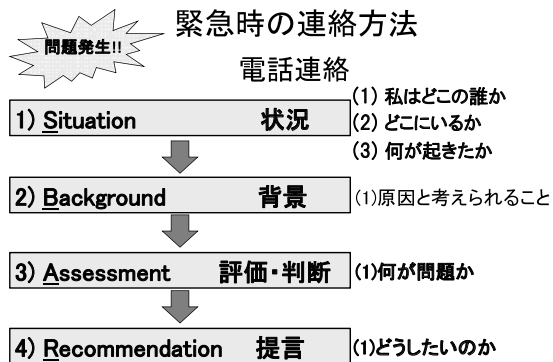 問題発生!!
緊急時の連絡方法
電話連絡
1) Situation 状況
(1) 私はどこの誰か
(2) どこにいるか
(3) 何が起きたか
2) Background 背景
(1)原因と考えられること
3) Assessment 評価・判断
(1)何が問題か
4) Recommendation 提言
(1)どうしたいのか